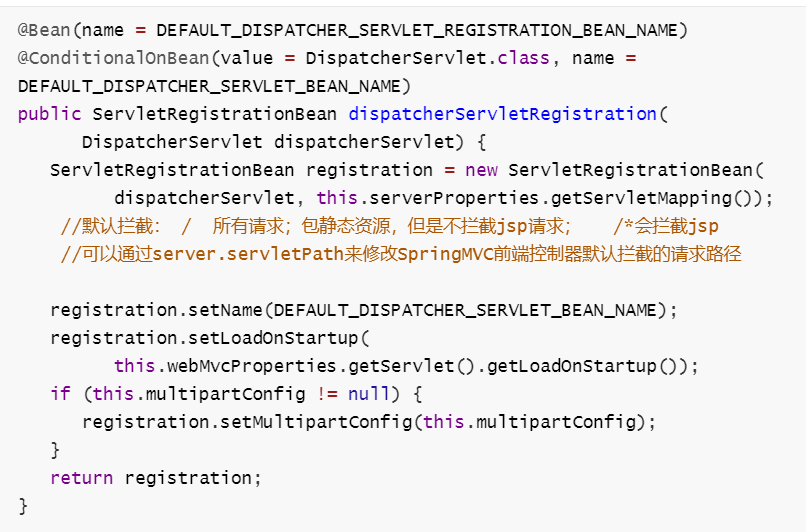 @Bean(name = DEFAULT_DISPATCHER_SERVLET_REGISTRATION_BEAN_NAME)
@ConditionalOnBean(value = DispatcherServlet.class, name =
DEFAULT_DISPATCHER_SERVLET_BEAN_NAME)
public ServletRegistrationBean dispatcherServletRegistration(
      DispatcherServlet dispatcherServlet) {
   ServletRegistrationBean registration = new ServletRegistrationBean(
         dispatcherServlet, this.serverProperties.getServletMapping());
    //默认拦截： /  所有请求；包静态资源，但是不拦截jsp请求；   /*会拦截jsp
    //可以通过server.servletPath来修改SpringMVC前端控制器默认拦截的请求路径
   registration.setName(DEFAULT_DISPATCHER_SERVLET_BEAN_NAME);
   registration.setLoadOnStartup(
         this.webMvcProperties.getServlet().getLoadOnStartup());
   if (this.multipartConfig != null) {
      registration.setMultipartConfig(this.multipartConfig);
   }
   return registration;
}